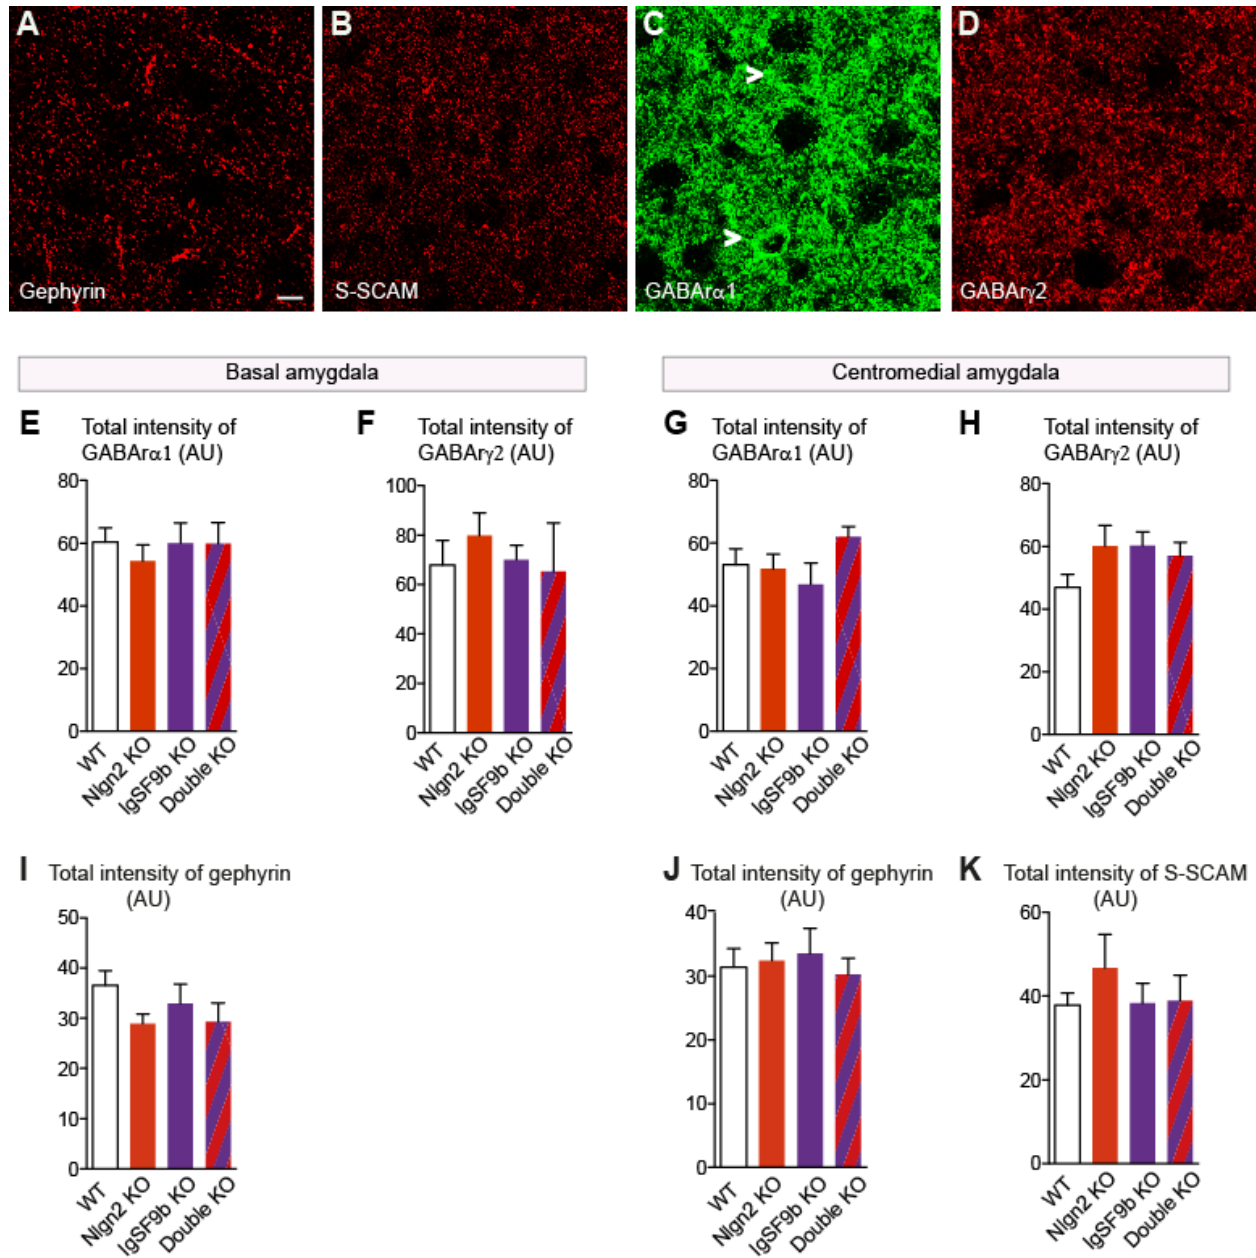 A
B
C
D
>
>
Gephyrin
S-SCAM
GABArα1
GABArγ2
Basal amygdala
Centromedial amygdala
E
Total intensity of
GABArα1 (AU)
80
60
40
20
0
WT
Nlgn2 KO
IgSF9b KO
Double KO
F
Total intensity of
GABArγ2 (AU)
100
80
60
40
20
0
WT
Nlgn2 KO
IgSF9b KO
Double KO
G
Total intensity of
GABArα1 (AU)
80
60
40
20
0
WT
Nlgn2 KO
IgSF9b KO
Double KO
H
Total intensity of
GABArγ2 (AU)
80
60
40
20
0
WT
Nlgn2 KO
IgSF9b KO
Double KO
I
Total intensity of gephyrin
(AU)
50
40
30
20
10
0
WT
Nlgn2 KO
IgSF9b KO
Double KO
J
Total intensity of gephyrin
(AU)
40
30
20
10
0
WT
Nlgn2 KO
IgSF9b KO
Double KO
K
Total intensity of S-SCAM
(AU)
60
40
20
0
WT
Nlgn2 KO
IgSF9b KO
Double KO